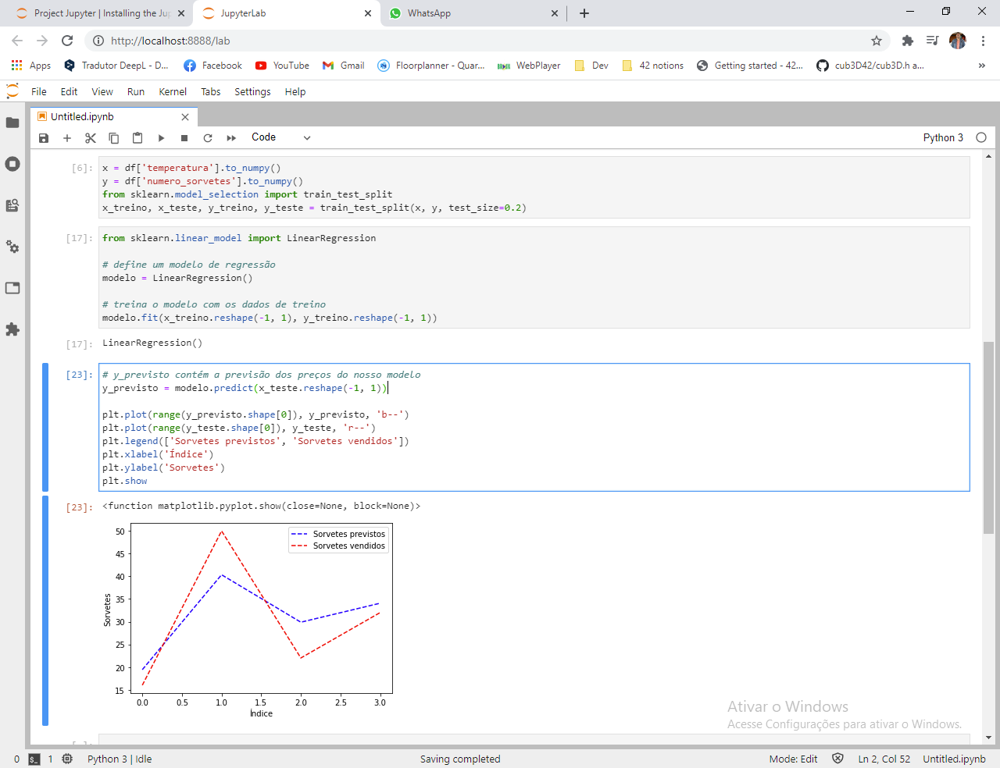 Project Jupyter | Installing the Jup
JupyterLab
WhatsApp
http://localhost:8888/lab
Apps
Tradutor DeepL - D...
Facebook
YouTube
Gmail
Floorplanner - Quar...
WebPlayer
Dev
42 notions
Getting started - 42...
cub3D42/cub3D.h a...
»
File Edit View Run Kernel Tabs Settings Help
Untitled.ipynb
Code
Python 3
[6]:
x = df['temperatura'].to_numpy()
y = df['numero_sorvetes'].to_numpy()
from sklearn.model_selection import train_test_split
x_treino, x_teste, y_treino, y_teste = train_test_split(x, y, test_size=0.2)
[17]:
from sklearn.linear_model import LinearRegression
# define um modelo de regressão
modelo = LinearRegression()
# treina o modelo com os dados de treino
modelo.fit(x_treino.reshape(-1, 1), y_treino.reshape(-1, 1))
[17]:
LinearRegression()
[23]:
# y_previsto contém a previsão dos preços do nosso modelo
y_previsto = modelo.predict(x_teste.reshape(-1, 1))
plt.plot(range(y_previsto.shape[0]), y_previsto, 'b--')
plt.plot(range(y_teste.shape[0]), y_teste, 'r--')
plt.legend(['Sorvetes previstos', 'Sorvetes vendidos'])
plt.xlabel('Índice')
plt.ylabel('Sorvetes')
plt.show
[23]:
<function matplotlib.pyplot.show(close=None, block=None)>
Sorvetes previstos
Sorvetes vendidos
50
45
40
35
30
25
20
15
Sorvetes
0.0 0.5 1.0 1.5 2.0 2.5 3.0
Índice
Ativar o Windows
Acesse Configurações para ativar o Windows.
[ ]:
0
$_
1
Python 3 | Idle
Saving completed
Mode: Edit
Ln 2, Col 52
Untitled.ipynb